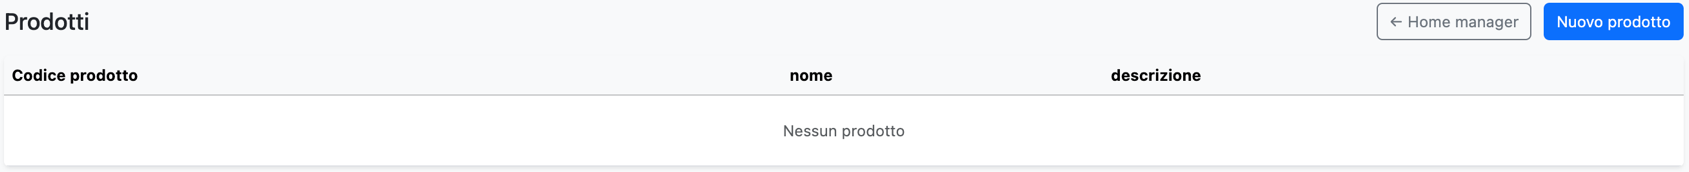 Prodotti ← Home manager Nuovo prodotto
Codice prodotto nome descrizione
Nessun prodotto